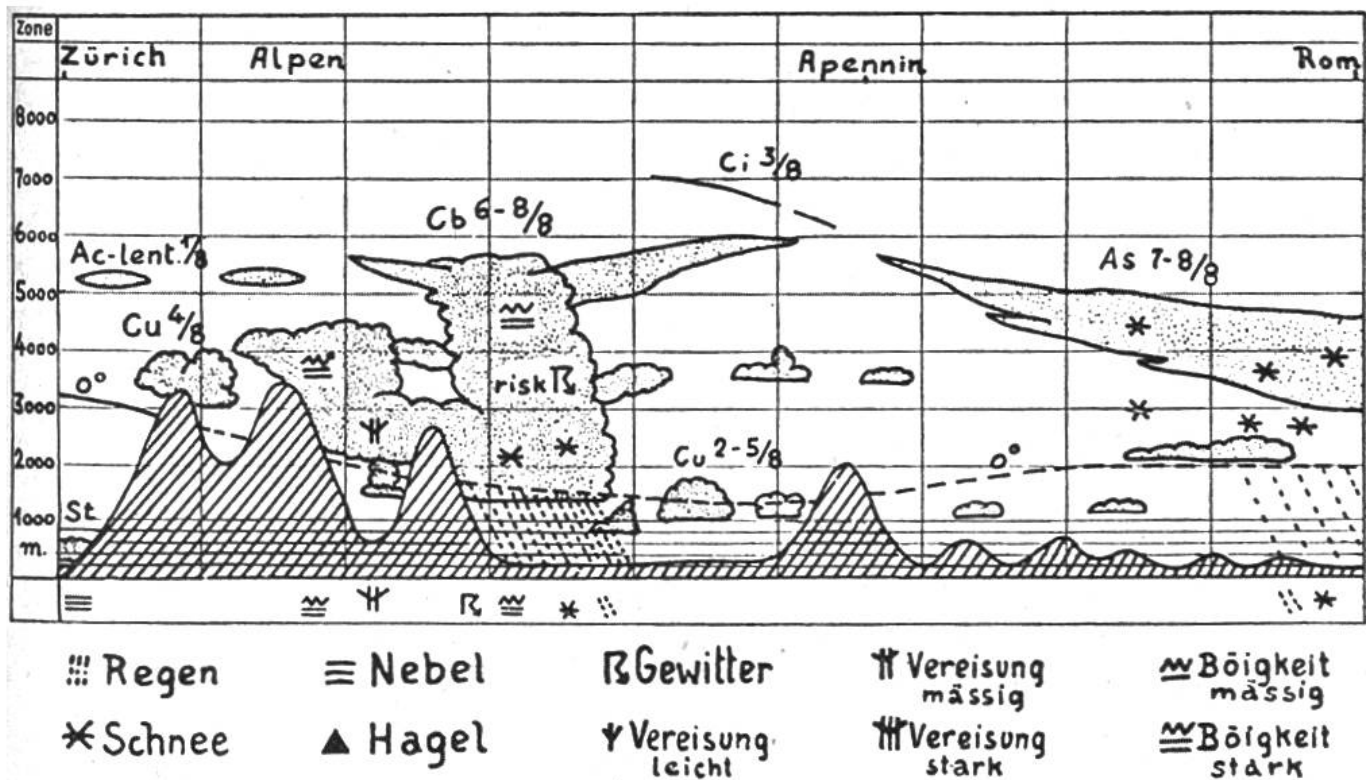 Zone
Zürich Alpen Apennin Rom
8000
7000
6000
5000
4000
3000
2000
1000
m.
Ci 3/8
Cb 6-8/8
Ac-lent. 1/8
As 7-8/8
Cu 4/8
0°
risk
Cu 2-5/8
0°
St.
Regen
Nebel
Gewitter
Vereisung
mässig
Böigkeit
mässig
Schnee
Hagel
Vereisung
leicht
Vereisung
stark
Böigkeit
stark